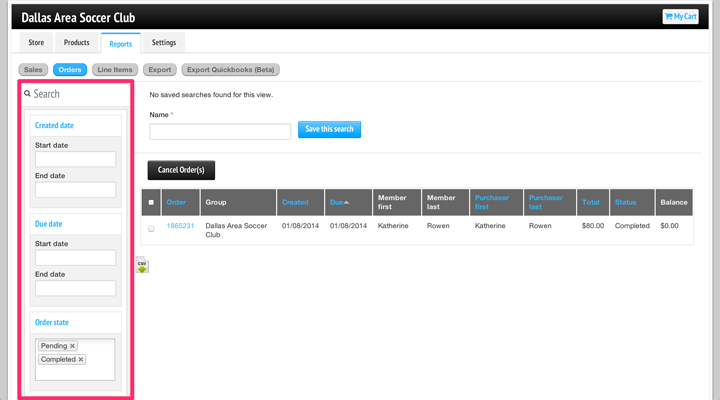 Dallas Area Soccer Club
My Cart
Store Products Reports Settings
Sales Orders Line Items Export Export Quickbooks (Beta)
Search
Created date
Start date
End date
Due date
Start date
End date
Order state
Pending ×
Completed ×
No saved searches found for this view.
Name *
Save this search
Cancel Order(s)
Order Group Created Due Member first Member last Purchaser first Purchaser last Total Status Balance
1865231 Dallas Area Soccer Club 01/08/2014 01/08/2014 Katherine Rowen Katherine Rowen $80.00 Completed $0.00
CSV